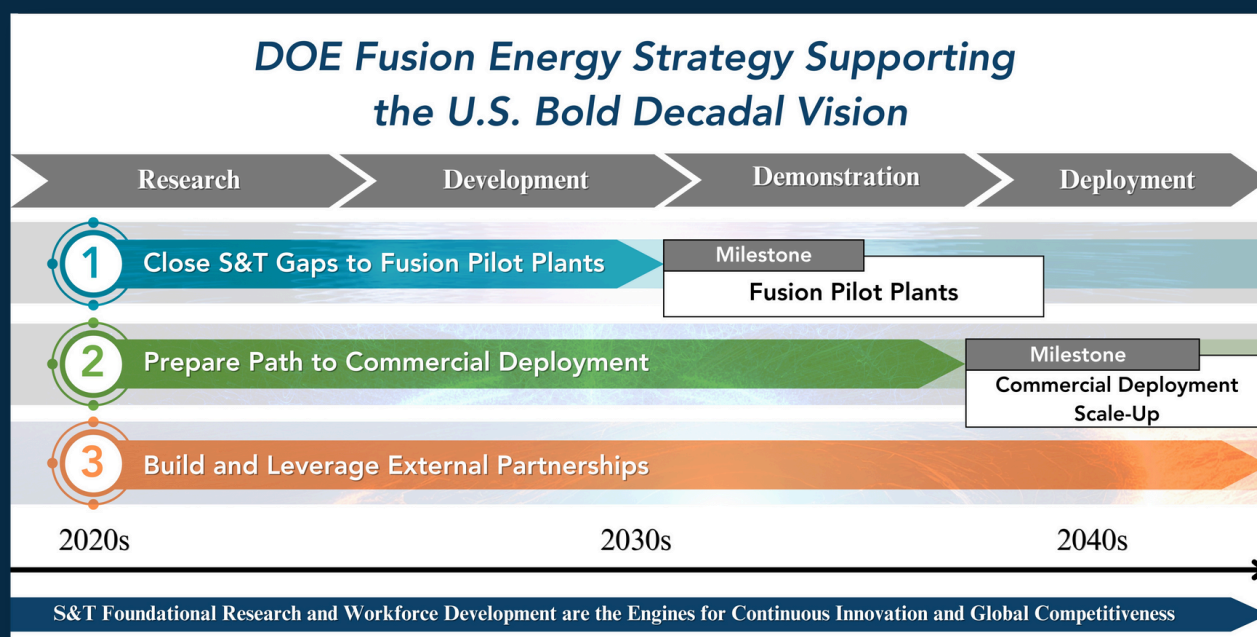 DOE Fusion Energy Strategy Supporting
the U.S. Bold Decadal Vision
Research
Development
Demonstration
Deployment
1
Close S&T Gaps to Fusion Pilot Plants
Milestone
Fusion Pilot Plants
2
Prepare Path to Commercial Deployment
Milestone
Commercial Deployment
Scale-Up
3
Build and Leverage External Partnerships
2020s
2030s
2040s
S&T Foundational Research and Workforce Development are the Engines for Continuous Innovation and Global Competitiveness